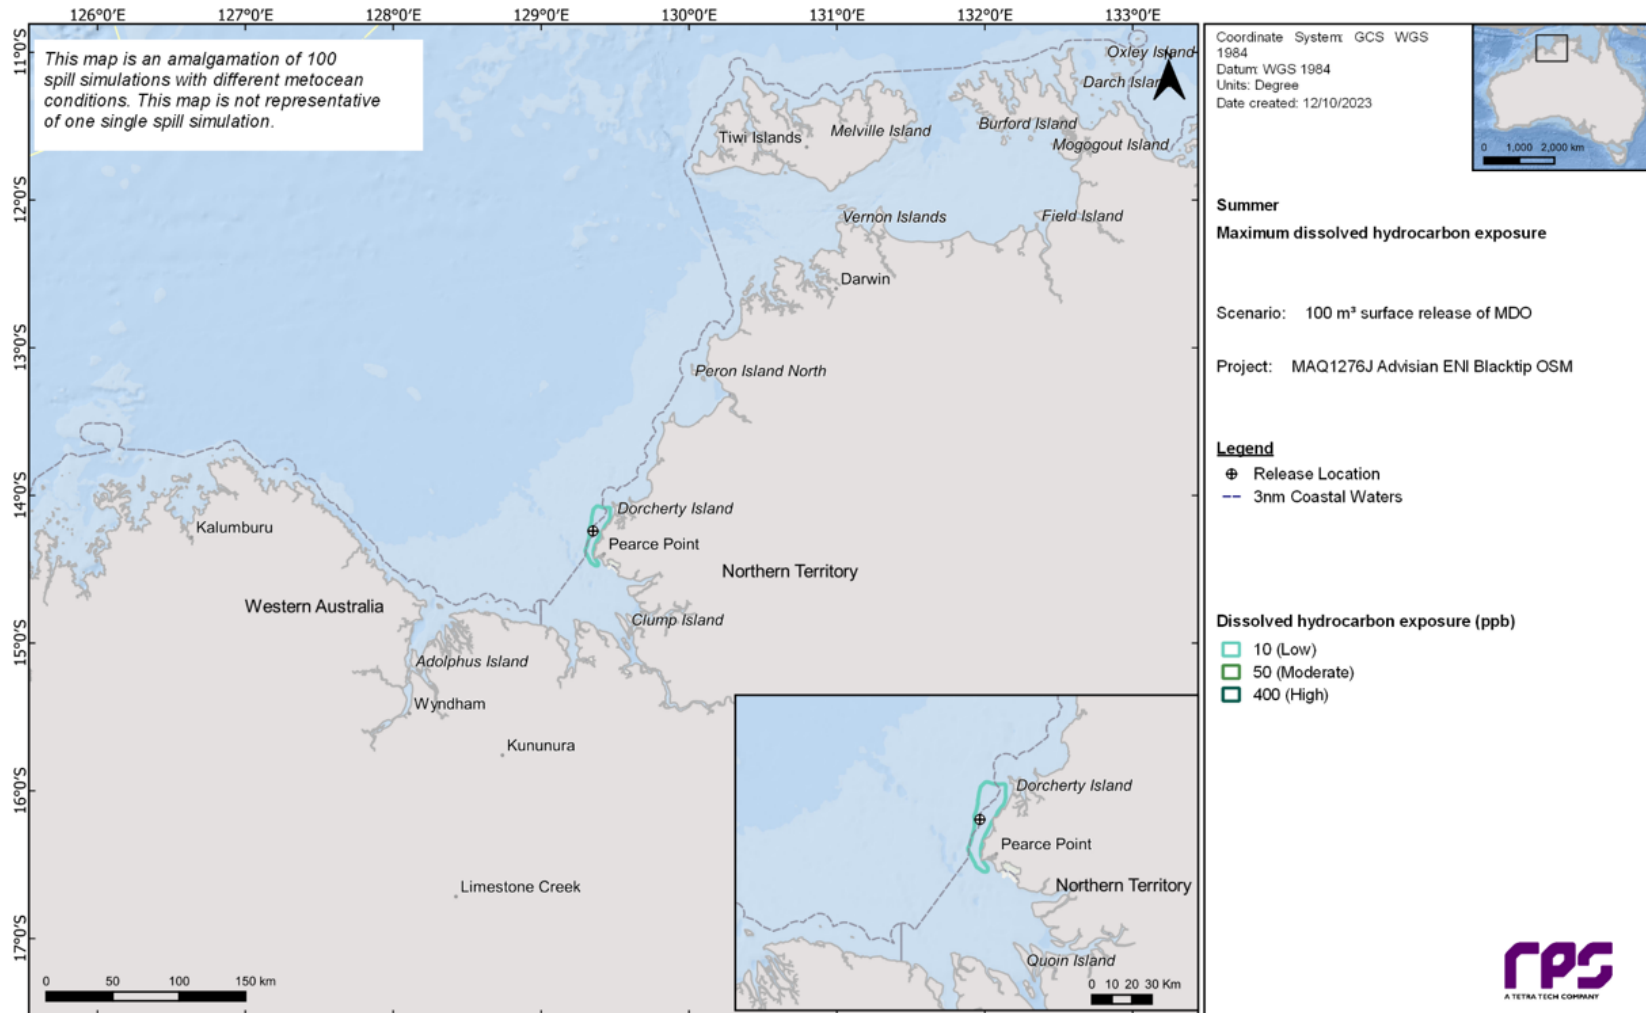 126°0'E 127°0'E 128°0'E 129°0'E 130°0'E 131°0'E 132°0'E 133°0'E
11°0'S
12°0'S
13°0'S
14°0'S
15°0'S
16°0'S
17°0'S
This map is an amalgamation of 100
spill simulations with different metocean
conditions. This map is not representative
of one single spill simulation.
Oxley Island
Darch Island
Tiwi Islands
Melville Island
Burford Island
Mogogout Island
Vernon Islands
Field Island
Darwin
Peron Island North
Dorcherty Island
Kalumburu
Pearce Point
Northern Territory
Western Australia
Clump Island
Adolphus Island
Wyndham
Kununura
Limestone Creek
0 50 100 150 km
Dorcherty Island
Pearce Point
Northern Territory
Quoin Island
0 10 20 30 Km
Coordinate System: GCS WGS
1984
Datum: WGS 1984
Units: Degree
Date created: 12/10/2023
0 1,000 2,000 km
Summer
Maximum dissolved hydrocarbon exposure
Scenario: 100 m³ surface release of MDO
Project: MAQ1276J Advisian ENI Blacktip OSM
Legend
Release Location
3nm Coastal Waters
Dissolved hydrocarbon exposure (ppb)
10 (Low)
50 (Moderate)
400 (High)
rps
A TETRA TECH COMPANY